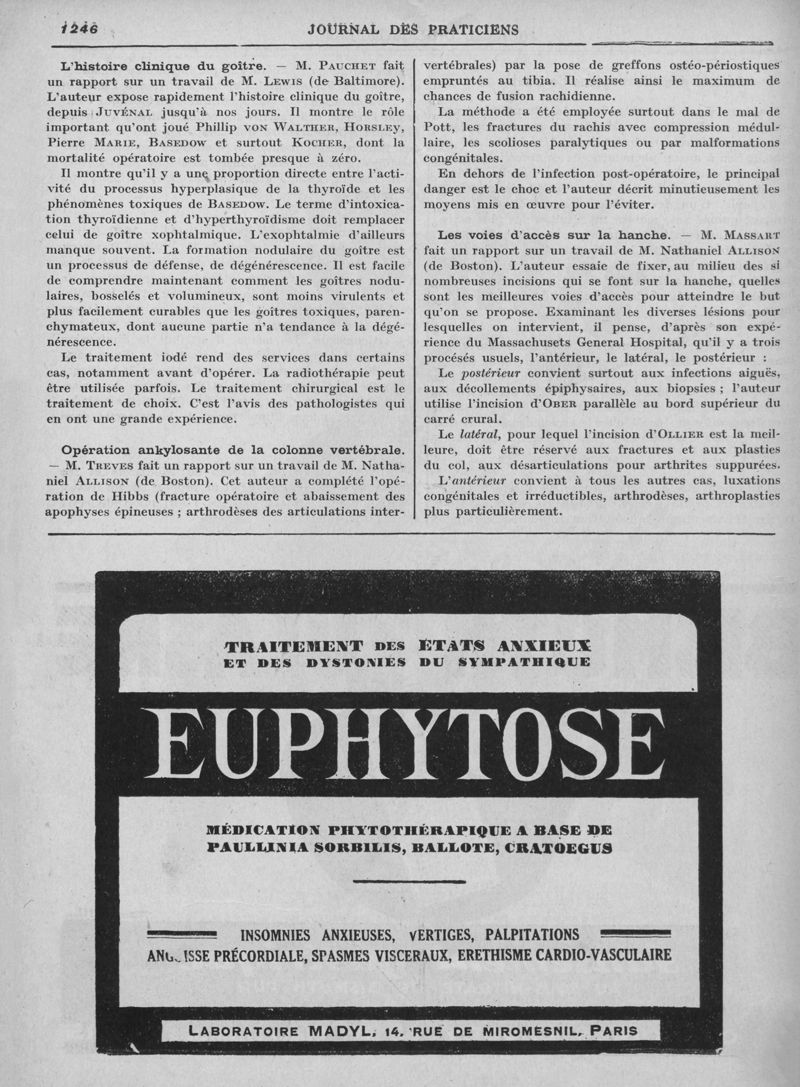 1246
JOURNAL DES PRATICIENS
L'histoire clinique du goître. — M. PAUCHET fait
un rapport sur un travail de M. LEWIS (de Baltimore).
L'auteur expose rapidement l'histoire clinique du goître,
depuis JUVÉNAL jusqu'à nos jours. Il montre le rôle
important qu'ont joué Phillip VON WALTHER, HORSLEY,
Pierre MARIE, BASEDOW et surtout KOCHER, dont la
mortalité opératoire est tombée presque à zéro.
Il montre qu'il y a une proportion directe entre l'acti-
vité du processus hyperplasique de la thyroïde et les
phénomènes toxiques de BASEDOW. Le terme d'intoxica-
tion thyroïdienne et d'hyperthyroïdisme doit remplacer
celui de goître xophtalmique. L'exophtalmie d'ailleurs
manque souvent. La formation nodulaire du goître est
un processus de défense, de dégénérescence. Il est facile
de comprendre maintenant comment les goîtres nodu-
laires, bosselés et volumineux, sont moins virulents et
plus facilement curables que les goîtres toxiques, paren-
chymateux, dont aucune partie n'a tendance à la dégé-
nérescence.
Le traitement iodé rend des services dans certains
cas, notamment avant d'opérer. La radiothérapie peut
être utilisée parfois. Le traitement chirurgical est le
traitement de choix. C'est l'avis des pathologistes qui
en ont une grande expérience.
Opération ankylosante de la colonne vertébrale.
— M. TREVES fait un rapport sur un travail de M. Natha-
niel ALLISON (de Boston). Cet auteur a complété l'opé-
ration de Hibbs (fracture opératoire et abaissement des
apophyses épineuses ; arthrodèses des articulations inter-
vertébrales) par la pose de greffons ostéo-périostiques
empruntés au tibia. Il réalise ainsi le maximum de
chances de fusion rachidienne.
La méthode a été employée surtout dans le mal de
Pott, les fractures du rachis avec compression médul-
laire, les scolioses paralytiques ou par malformations
congénitales.
En dehors de l'infection post-opératoire, le principal
danger est le choc et l'auteur décrit minutieusement les
moyens mis en œuvre pour l'éviter.
Les voies d'accès sur la hanche. — M. MASSART
fait un rapport sur un travail de M. Nathaniel ALLISON
(de Boston). L'auteur essaie de fixer, au milieu des si
nombreuses incisions qui se font sur la hanche, quelles
sont les meilleures voies d'accès pour atteindre le but
qu'on se propose. Examinant les diverses lésions pour
lesquelles on intervient, il pense, d'après son expé-
rience du Massachusets General Hospital, qu'il y a trois
procésés usuels, l'antérieur, le latéral, le postérieur :
Le postérieur convient surtout aux infections aiguës,
aux décollements épiphysaires, aux biopsies ; l'auteur
utilise l'incision d'OBER parallèle au bord supérieur du
carré crural.
Le latéral, pour lequel l'incision d'OLLIER est la meil-
leure, doit être réservé aux fractures et aux plasties
du col, aux désarticulations pour arthrites suppurées.
L'antérieur convient à tous les autres cas, luxations
congénitales et irréductibles, arthrodèses, arthroplasties
plus particulièrement.
TRAITEMENT DES ÉTATS ANXIEUX
ET DES DYSTONIES DU SYMPATHIQUE
EUPHYTOSE
MÉDICATION PHYTOTHÉRAPIQUE A BASE DE
PAULLINIA SORBILIS, BALLOTE, CRATOEGUS
INSOMNIES ANXIEUSES, VERTIGES, PALPITATIONS
PRÉCORDIALE, SPASMES VISCERAUX, ERETHISME CARDIO-VASCULAIRE
LABORATOIRE MADYL, 14, RUE DE MIROMESNIL, PARIS